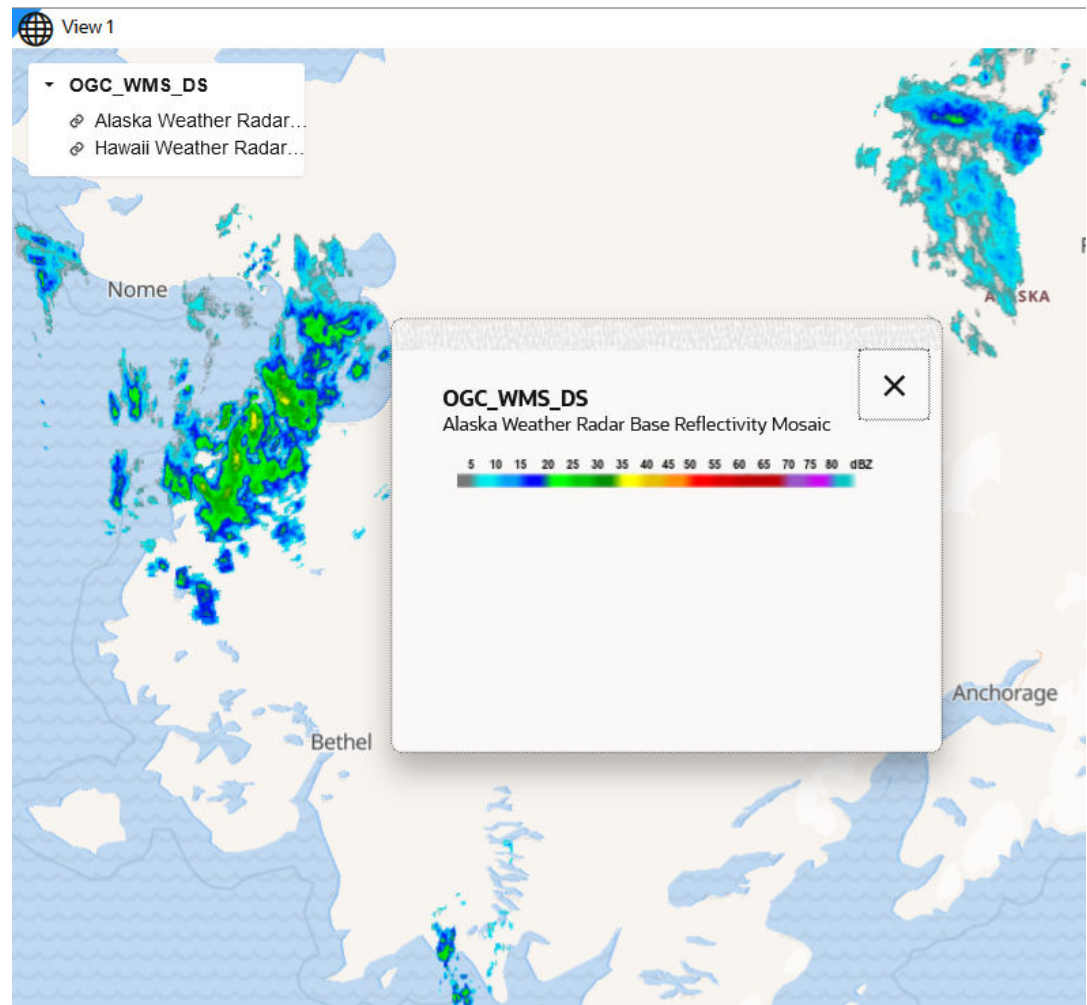 View 1
OGC_WMS_DS
Alaska Weather Radar...
Hawaii Weather Radar...
Nome
OGC_WMS_DS
Alaska Weather Radar Base Reflectivity Mosaic
5 10 15 20 25 30 35 40 45 50 55 60 65 70 75 80 dBZ
Anchorage
Bethel